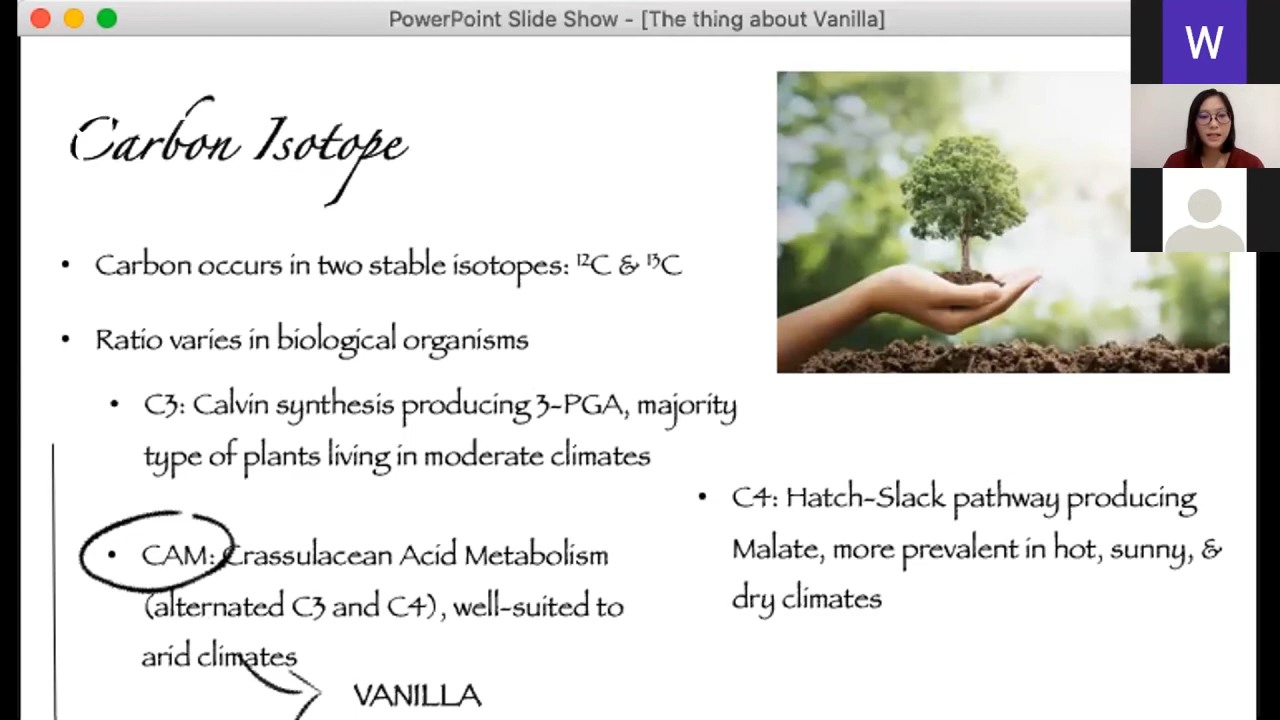 PowerPoint Slide Show - [The thing about Vanilla]
W
Carbon Isotope
• Carbon occurs in two stable isotopes: ¹²C & ¹³C
• Ratio varies in biological organisms
• C3: Calvin synthesis producing 3-PGA, majority
type of plants living in moderate climates
• CAM: Crassulacean Acid Metabolism
(alternated C3 and C4), well-suited to
arid climates
VANILLA
• C4: Hatch-Slack pathway producing
Malate, more prevalent in hot, sunny, &
dry climates